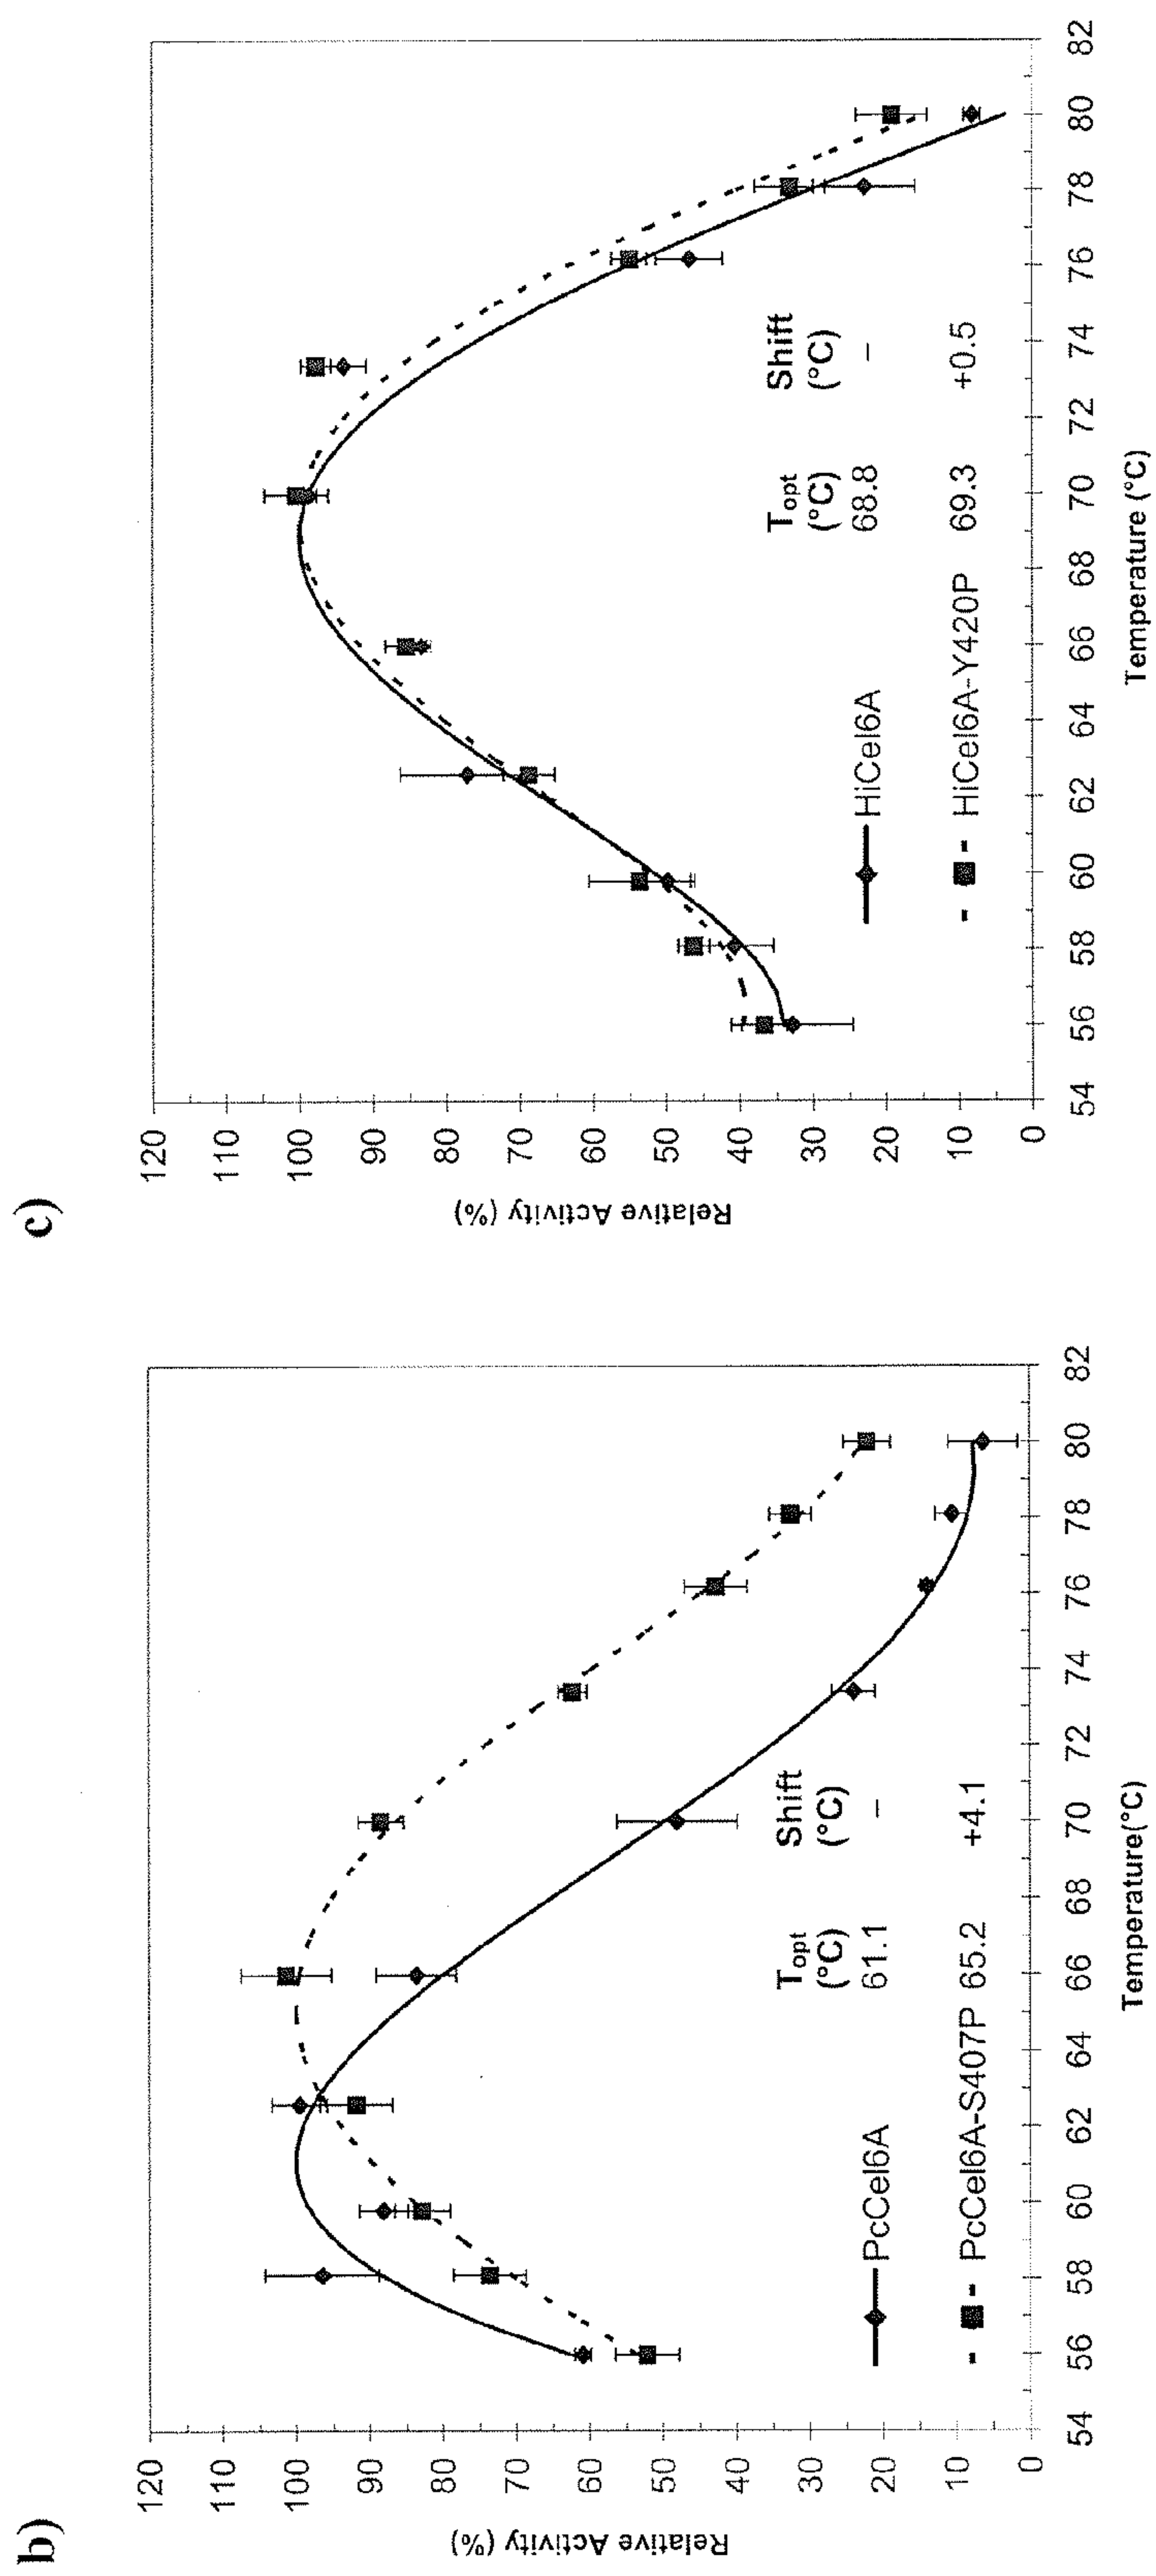 b)
Relative Activity (%)
120
110
100
90
80
70
60
50
40
30
20
10
0
54 56 58 60 62 64 66 68 70 72 74 76 78 80 82
Temperature(°C)
Topt Shift
(°C) (°C)
PcCel6A 61.1 –
PcCel6A-S407P 65.2 +4.1
c)
Relative Activity (%)
120
110
100
90
80
70
60
50
40
30
20
10
0
54 56 58 60 62 64 66 68 70 72 74 76 78 80 82
Temperature (°C)
Topt Shift
(°C) (°C)
HiCel6A 68.8 –
HiCel6A-Y420P 69.3 +0.5